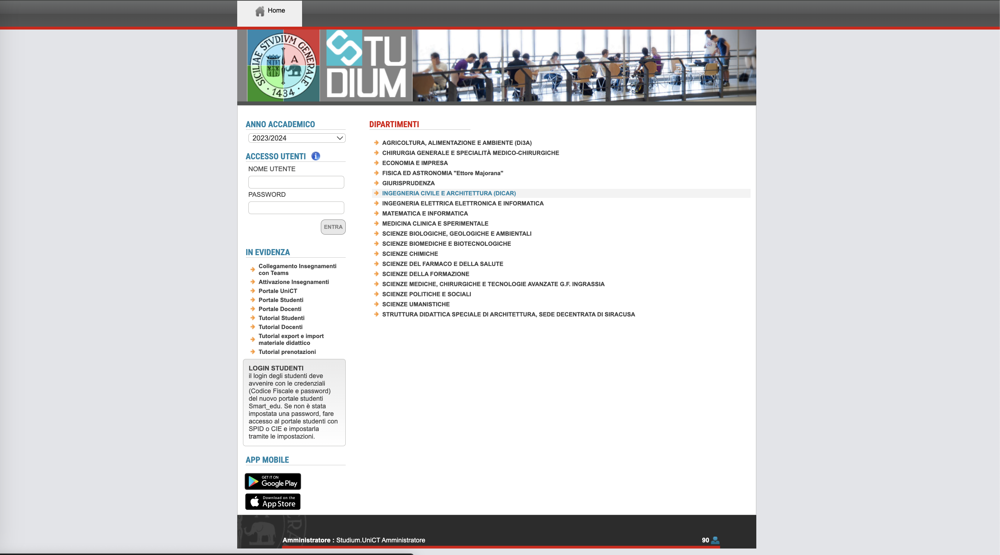 Home
SICILIAE STVDIVM GENERALE
A
· 1434 ·
STUDIUM
ANNO ACCADEMICO
2023/2024
ACCESSO UTENTI
NOME UTENTE
PASSWORD
ENTRA
IN EVIDENZA
Collegamento Insegnamenti
con Teams
Attivazione Insegnamenti
Portale UniCT
Portale Studenti
Portale Docenti
Tutorial Studenti
Tutorial Docenti
Tutorial export e import
materiale didattico
Tutorial prenotazioni
LOGIN STUDENTI
il login degli studenti deve
avvenire con le credenziali
(Codice Fiscale e password)
del nuovo portale studenti
Smart_edu. Se non è stata
impostata una password, fare
accesso al portale studenti con
SPID o CIE e impostarla
tramite le impostazioni.
APP MOBILE
GET IT ON
Google Play
Download on the
App Store
DIPARTIMENTI
AGRICOLTURA, ALIMENTAZIONE E AMBIENTE (Di3A)
CHIRURGIA GENERALE E SPECIALITÀ MEDICO-CHIRURGICHE
ECONOMIA E IMPRESA
FISICA ED ASTRONOMIA "Ettore Majorana"
GIURISPRUDENZA
INGEGNERIA CIVILE E ARCHITETTURA (DICAR)
INGEGNERIA ELETTRICA ELETTRONICA E INFORMATICA
MATEMATICA E INFORMATICA
MEDICINA CLINICA E SPERIMENTALE
SCIENZE BIOLOGICHE, GEOLOGICHE E AMBIENTALI
SCIENZE BIOMEDICHE E BIOTECNOLOGICHE
SCIENZE CHIMICHE
SCIENZE DEL FARMACO E DELLA SALUTE
SCIENZE DELLA FORMAZIONE
SCIENZE MEDICHE, CHIRURGICHE E TECNOLOGIE AVANZATE G.F. INGRASSIA
SCIENZE POLITICHE E SOCIALI
SCIENZE UMANISTICHE
STRUTTURA DIDATTICA SPECIALE DI ARCHITETTURA, SEDE DECENTRATA DI SIRACUSA
Amministratore : Studium.UniCT Amministratore
90